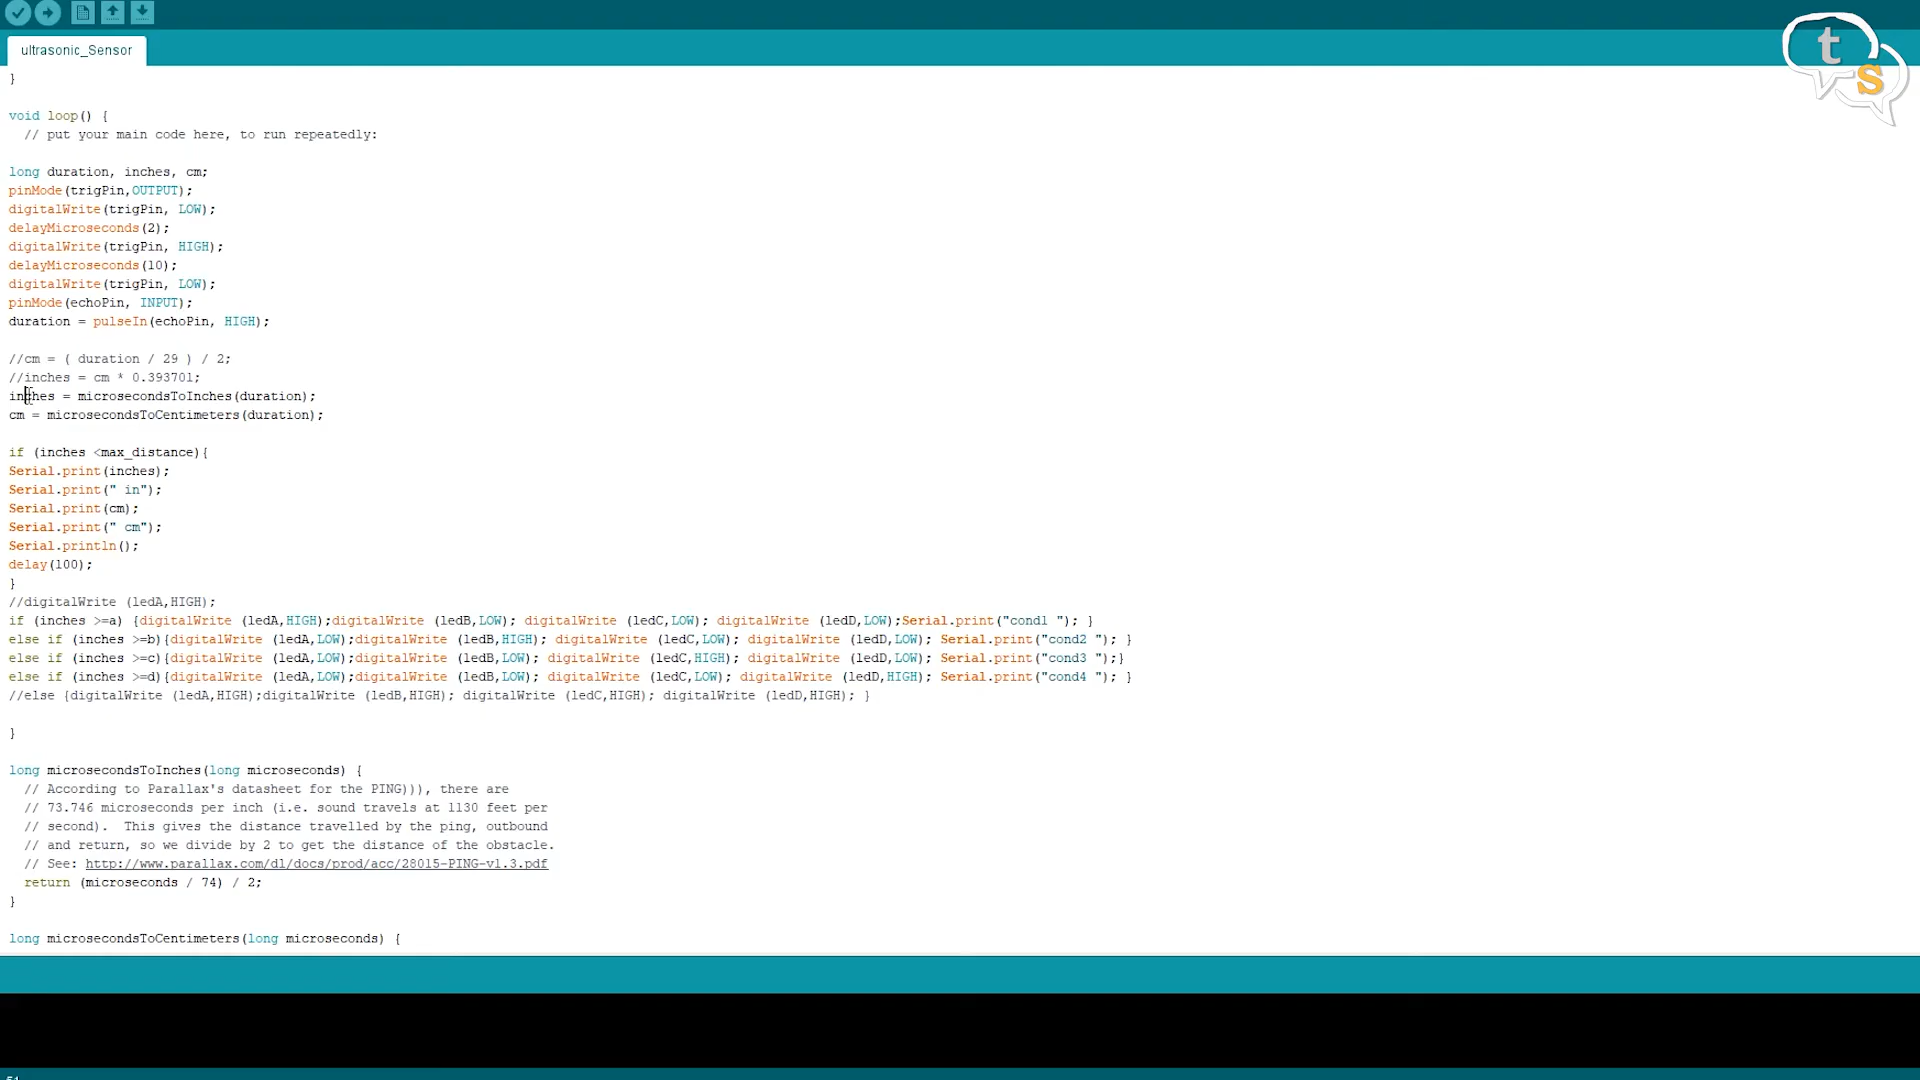 ultrasonic_Sensor
t
s
}
void loop() {
  // put your main code here, to run repeatedly:
long duration, inches, cm;
pinMode(trigPin,OUTPUT);
digitalWrite(trigPin, LOW);
delayMicroseconds(2);
digitalWrite(trigPin, HIGH);
delayMicroseconds(10);
digitalWrite(trigPin, LOW);
pinMode(echoPin, INPUT);
duration = pulseIn(echoPin, HIGH);
//cm = ( duration / 29 ) / 2;
//inches = cm * 0.393701;
inches = microsecondsToInches(duration);
cm = microsecondsToCentimeters(duration);
if (inches <max_distance){
Serial.print(inches);
Serial.print(" in");
Serial.print(cm);
Serial.print(" cm");
Serial.println();
delay(100);
}
//digitalWrite (ledA,HIGH);
if (inches >=a) {digitalWrite (ledA,HIGH);digitalWrite (ledB,LOW); digitalWrite (ledC,LOW); digitalWrite (ledD,LOW);Serial.print("cond1 "); }
else if (inches >=b){digitalWrite (ledA,LOW);digitalWrite (ledB,HIGH); digitalWrite (ledC,LOW); digitalWrite (ledD,LOW); Serial.print("cond2 "); }
else if (inches >=c){digitalWrite (ledA,LOW);digitalWrite (ledB,LOW); digitalWrite (ledC,HIGH); digitalWrite (ledD,LOW); Serial.print("cond3 ");}
else if (inches >=d){digitalWrite (ledA,LOW);digitalWrite (ledB,LOW); digitalWrite (ledC,LOW); digitalWrite (ledD,HIGH); Serial.print("cond4 "); }
//else {digitalWrite (ledA,HIGH);digitalWrite (ledB,HIGH); digitalWrite (ledC,HIGH); digitalWrite (ledD,HIGH); }
}
long microsecondsToInches(long microseconds) {
  // According to Parallax's datasheet for the PING))), there are
  // 73.746 microseconds per inch (i.e. sound travels at 1130 feet per
  // second).  This gives the distance travelled by the ping, outbound
  // and return, so we divide by 2 to get the distance of the obstacle.
  // See: http://www.parallax.com/dl/docs/prod/acc/28015-PING-v1.3.pdf
  return (microseconds / 74) / 2;
}
long microsecondsToCentimeters(long microseconds) {